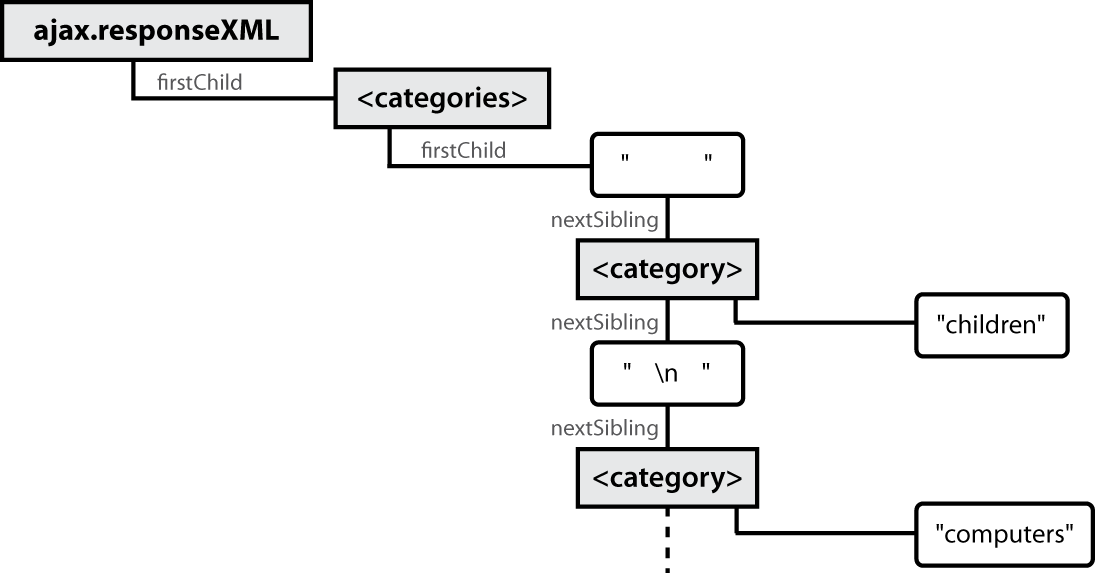 ajax.responseXML
firstChild
<categories>
firstChild
"          "
nextSibling
<category>
nextSibling
"children"
"   \n   "
nextSibling
<category>
"computers"